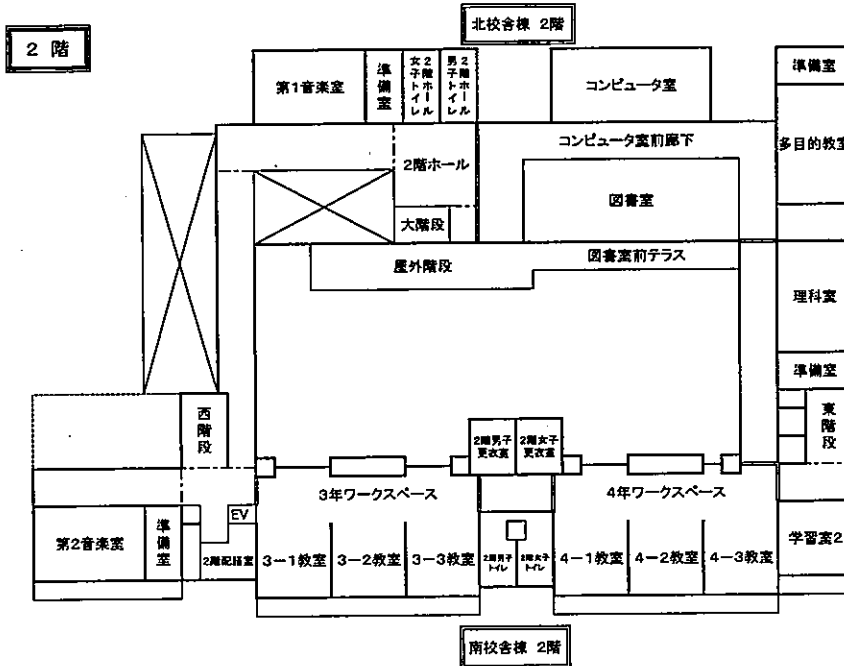 北校舎棟 2階
2 階
第1音楽室
準備室
2階ホール女子トイレ
2階ホール男子トイレ
コンピュータ室
準備室
コンピュータ室前廊下
多目的教室
2階ホール
図書室
大階段
屋外階段
図書室前テラス
理科室
準備室
西階段
東階段
2階男子更衣室
2階女子更衣室
3年ワークスペース
4年ワークスペース
EV
第2音楽室
準備室
2階配膳室
3-1教室
3-2教室
3-3教室
2階男子トイレ
2階女子トイレ
4-1教室
4-2教室
4-3教室
学習室2
南校舎棟 2階